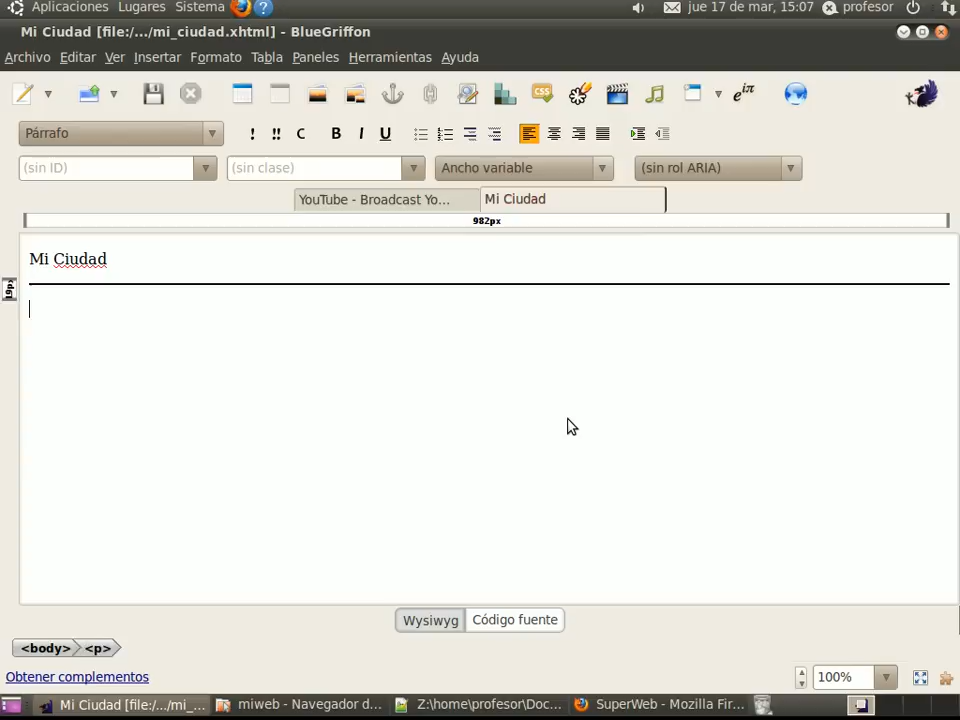 Aplicaciones Lugares Sistema ? jue 17 de mar, 15:07 profesor
Mi Ciudad [file:/.../mi_ciudad.xhtml] - BlueGriffon
Archivo Editar Ver Insertar Formato Tabla Paneles Herramientas Ayuda
CSS eiπ
Párrafo ! !! C B I U
(sin ID) (sin clase) Ancho variable (sin rol ARIA)
YouTube - Broadcast Yo... Mi Ciudad
982px
Mi Ciudad
19px
Wysiwyg Código fuente
<body> <p>
Obtener complementos 100%
Mi Ciudad [file:/.../mi_... miweb - Navegador d... Z:\home\profesor\Doc... SuperWeb - Mozilla Fir...